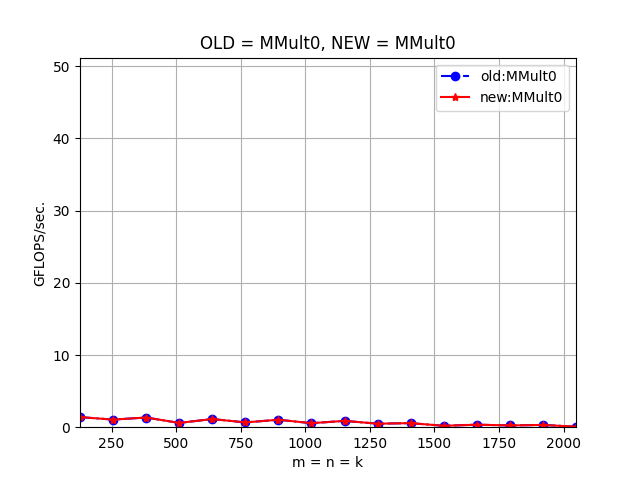 OLD = MMult0, NEW = MMult0
old:MMult0
new:MMult0
GFLOPS/sec.
50
40
30
20
10
0
250 500 750 1000 1250 1500 1750 2000
m = n = k